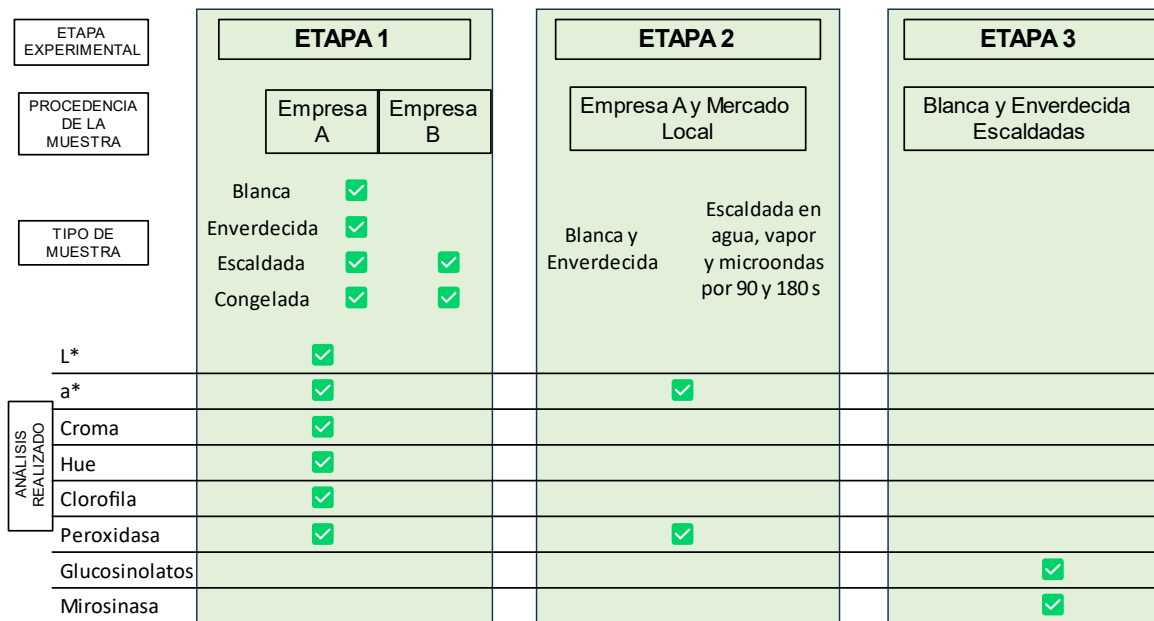 ETAPA
EXPERIMENTAL
ETAPA 1
ETAPA 2
ETAPA 3
PROCEDENCIA
DE LA
MUESTRA
Empresa
A
Empresa
B
Empresa A y Mercado
Local
Blanca y Enverdecida
Escaldadas
TIPO DE
MUESTRA
Blanca
Enverdecida
Escaldada
Congelada
Blanca y
Enverdecida
Escaldada en
agua, vapor
y microondas
por 90 y 180 s
ANÁLISIS
REALIZADO
L*
a*
Croma
Hue
Clorofila
Peroxidasa
Glucosinolatos
Mirosinasa